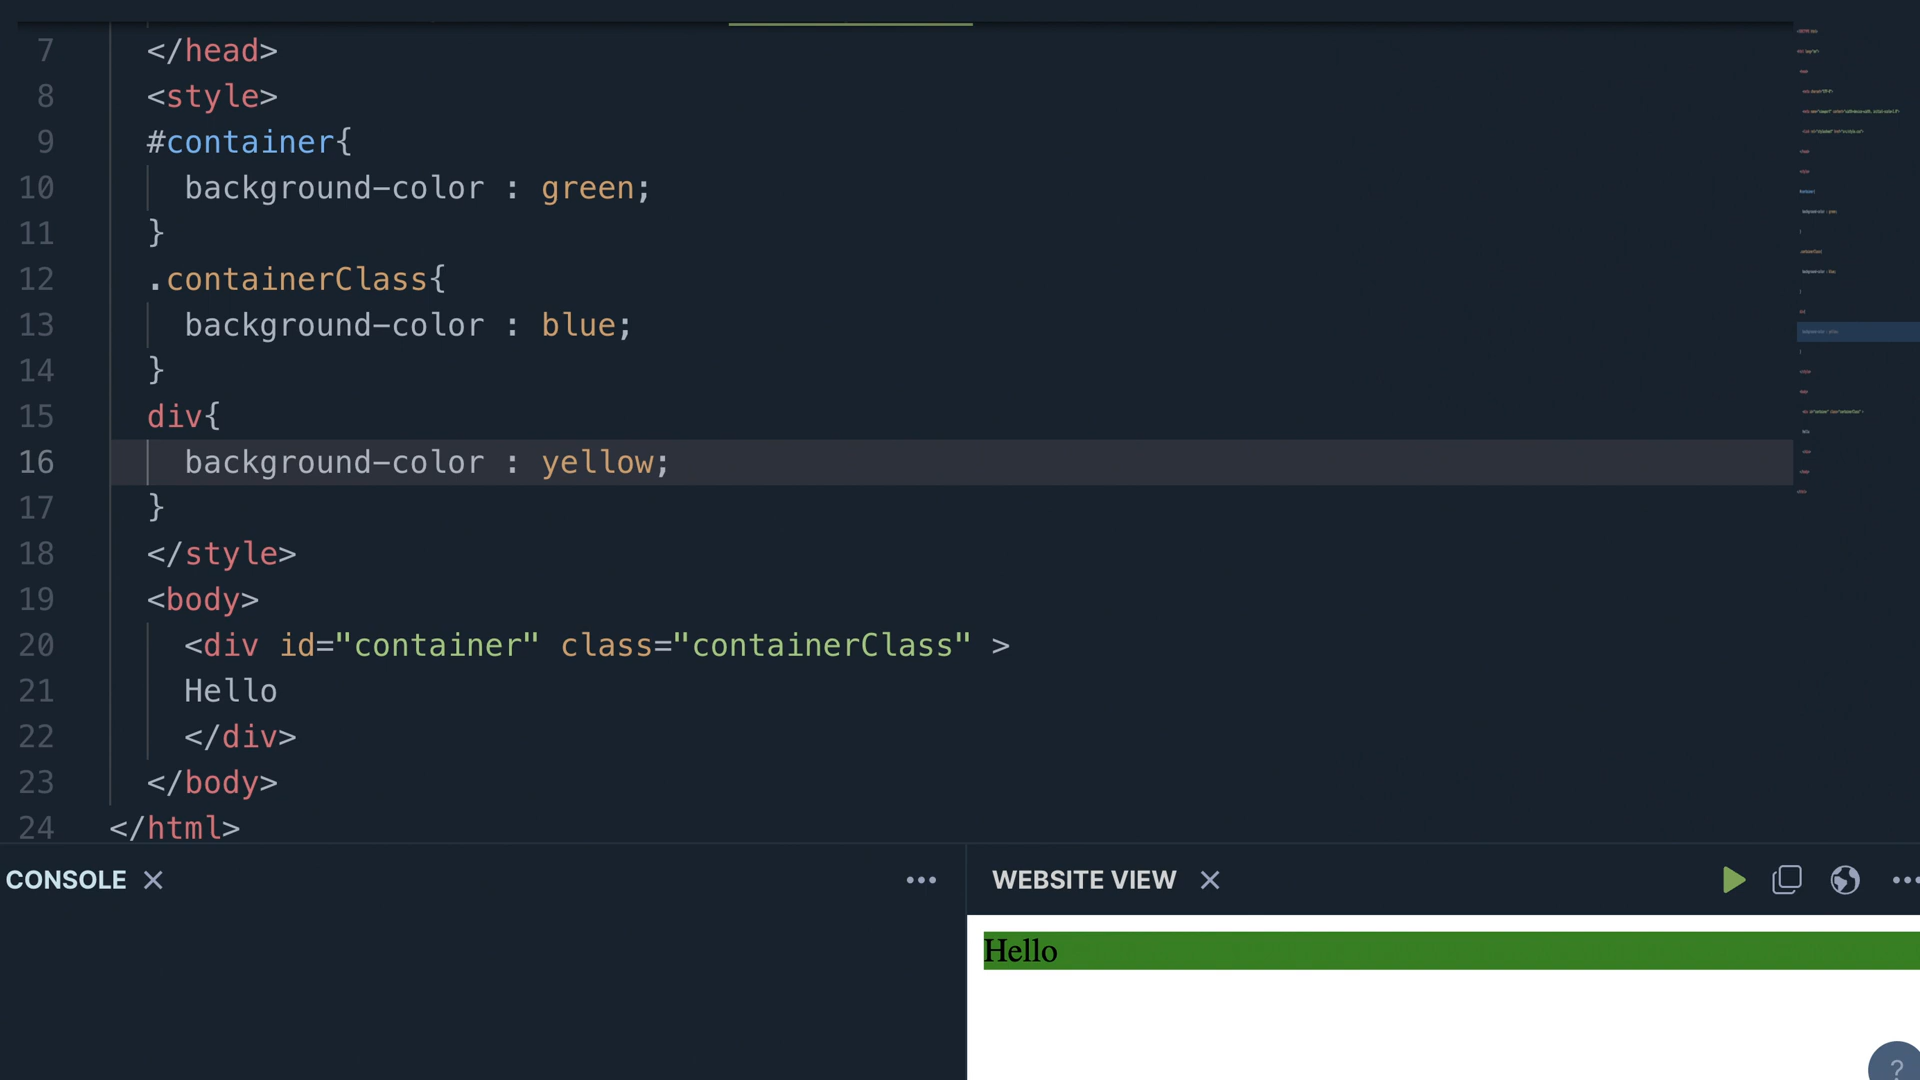 7 </head>
8 <style>
9 #container{
10 background-color : green;
11 }
12 .containerClass{
13 background-color : blue;
14 }
15 div{
16 background-color : yellow;
17 }
18 </style>
19 <body>
20 <div id="container" class="containerClass" >
21 Hello
22 </div>
23 </body>
24 </html>
CONSOLE
WEBSITE VIEW
Hello
?